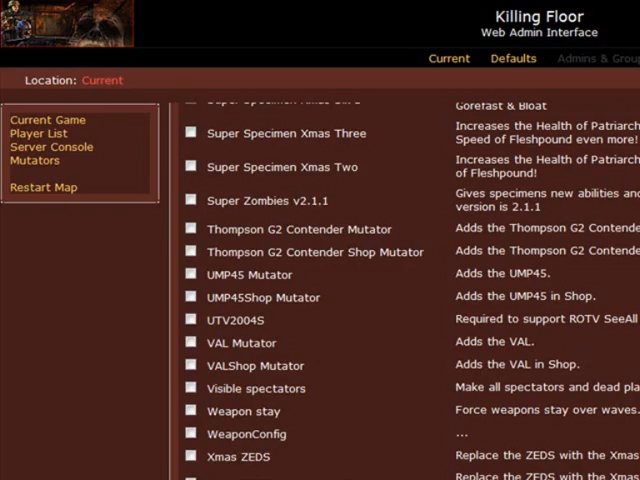 Killing Floor
Web Admin Interface
Current Defaults Admins & Grou
Location: Current
Current Game
Player List
Server Console
Mutators
Restart Map
Gorefast & Bloat
Super Specimen Xmas Three
Increases the Health of Patriarch
Speed of Fleshpound even more!
Super Specimen Xmas Two
Increases the Health of Patriarch
of Fleshpound!
Super Zombies v2.1.1
Gives specimens new abilities and
version is 2.1.1
Thompson G2 Contender Mutator
Adds the Thompson G2 Contende
Thompson G2 Contender Shop Mutator
Adds the Thompson G2 Contende
UMP45 Mutator
Adds the UMP45.
UMP45Shop Mutator
Adds the UMP45 in Shop.
UTV2004S
Required to support ROTV SeeAll
VAL Mutator
Adds the VAL.
VALShop Mutator
Adds the VAL in Shop.
Visible spectators
Make all spectators and dead pla
Weapon stay
Force weapons stay over waves.
WeaponConfig
...
Xmas ZEDS
Replace the ZEDS with the Xmas
Replace the ZEDS with the Xmas